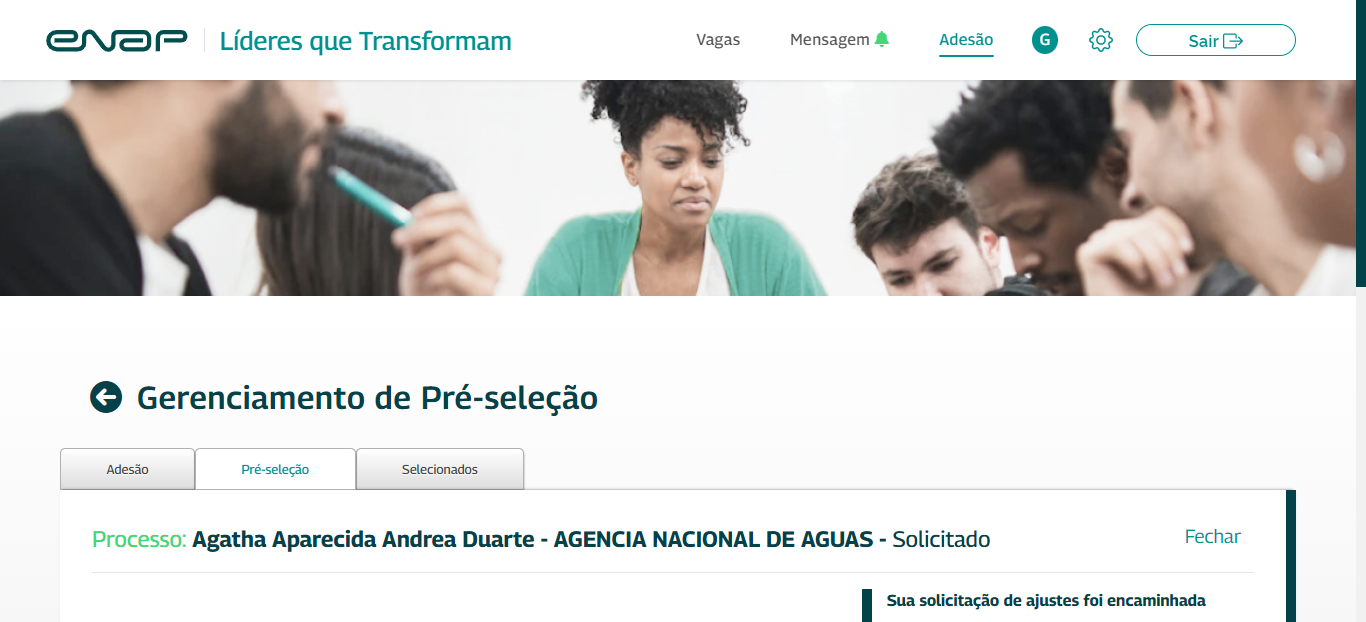 enap Líderes que Transformam Vagas Mensagem Adesão G Sair
Gerenciamento de Pré-seleção
Adesão Pré-seleção Selecionados
Processo: Agatha Aparecida Andrea Duarte - AGENCIA NACIONAL DE AGUAS - Solicitado Fechar
Sua solicitação de ajustes foi encaminhada